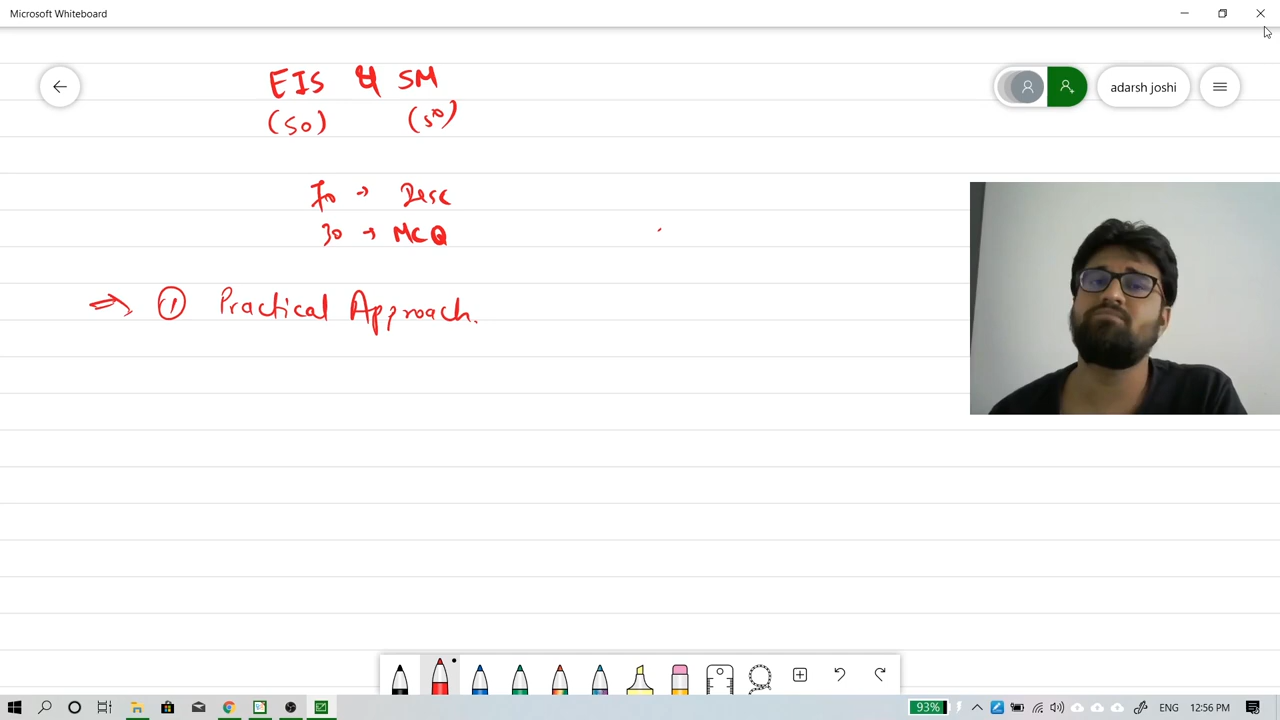 Microsoft Whiteboard
EIS & SM
(50) (50)
adarsh joshi
70 → Desc
30 → MCQ
⇒ ① Practical Approach.
93% ENG 12:56 PM